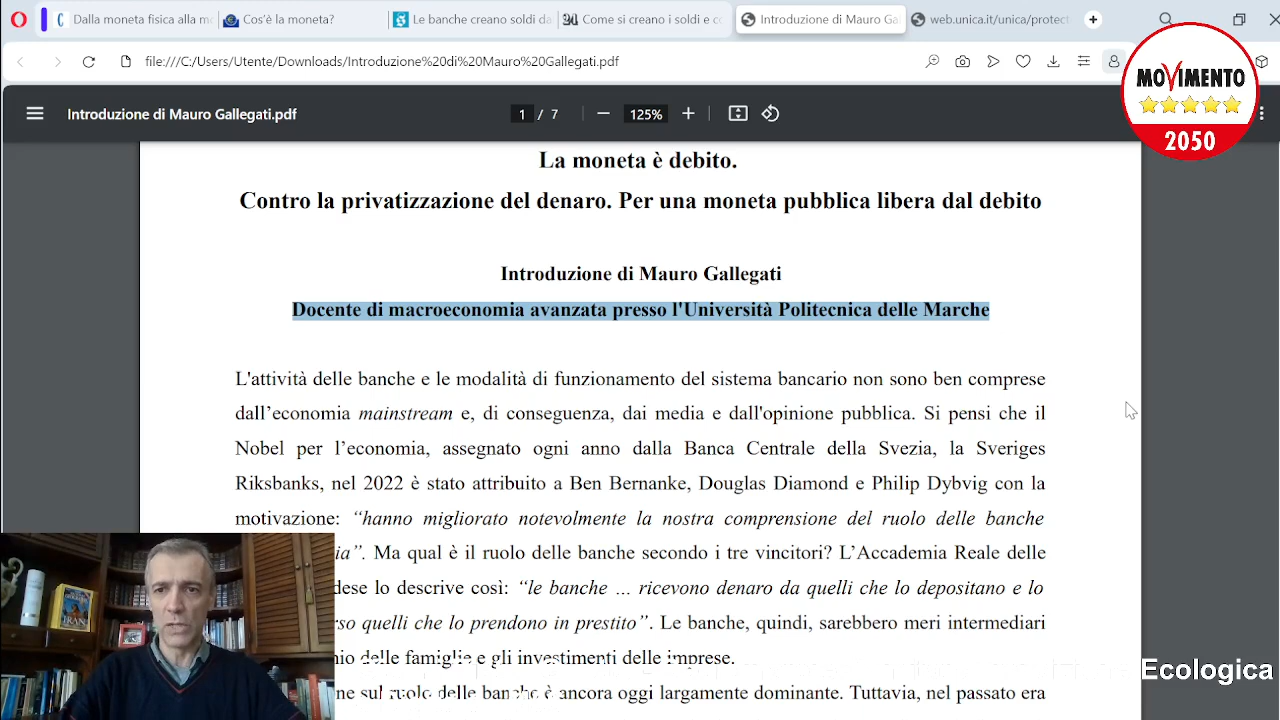 Dalla moneta fisica alla mo
Cos'è la moneta?
Le banche creano soldi da
Come si creano i soldi e co
Introduzione di Mauro Ga
web.unica.it/unica/protect
file:///C:/Users/Utente/Downloads/Introduzione%20di%20Mauro%20Gallegati.pdf
Introduzione di Mauro Gallegati.pdf
1 / 7
125%
MOVIMENTO
2050
La moneta è debito.
Contro la privatizzazione del denaro. Per una moneta pubblica libera dal debito
Introduzione di Mauro Gallegati
Docente di macroeconomia avanzata presso l'Università Politecnica delle Marche
L'attività delle banche e le modalità di funzionamento del sistema bancario non sono ben comprese
dall'economia mainstream e, di conseguenza, dai media e dall'opinione pubblica. Si pensi che il
Nobel per l'economia, assegnato ogni anno dalla Banca Centrale della Svezia, la Sveriges
Riksbanks, nel 2022 è stato attribuito a Ben Bernanke, Douglas Diamond e Philip Dybvig con la
motivazione: “hanno migliorato notevolmente la nostra comprensione del ruolo delle banche
ia”. Ma qual è il ruolo delle banche secondo i tre vincitori? L'Accademia Reale delle
dese lo descrive così: “le banche … ricevono denaro da quelli che lo depositano e lo
rso quelli che lo prendono in prestito”. Le banche, quindi, sarebbero meri intermediari
io delle famiglie e gli investimenti delle imprese.
Ecologica
ne sul ruolo delle banche è ancora oggi largamente dominante. Tuttavia, nel passato era